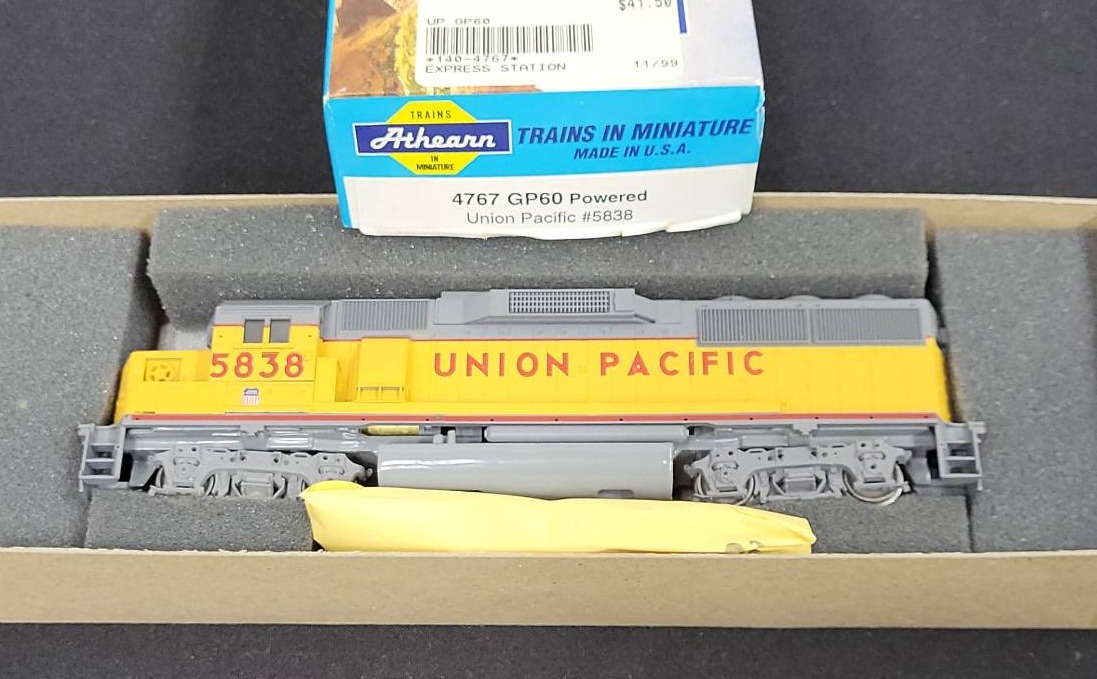 $41.50
UP GP60
*140-4767*
EXPRESS STATION 11/99
TRAINS
Athearn
IN
MINIATURE
TRAINS IN MINIATURE
MADE IN U.S.A.
4767 GP60 Powered
Union Pacific #5838
5838
UNION PACIFIC